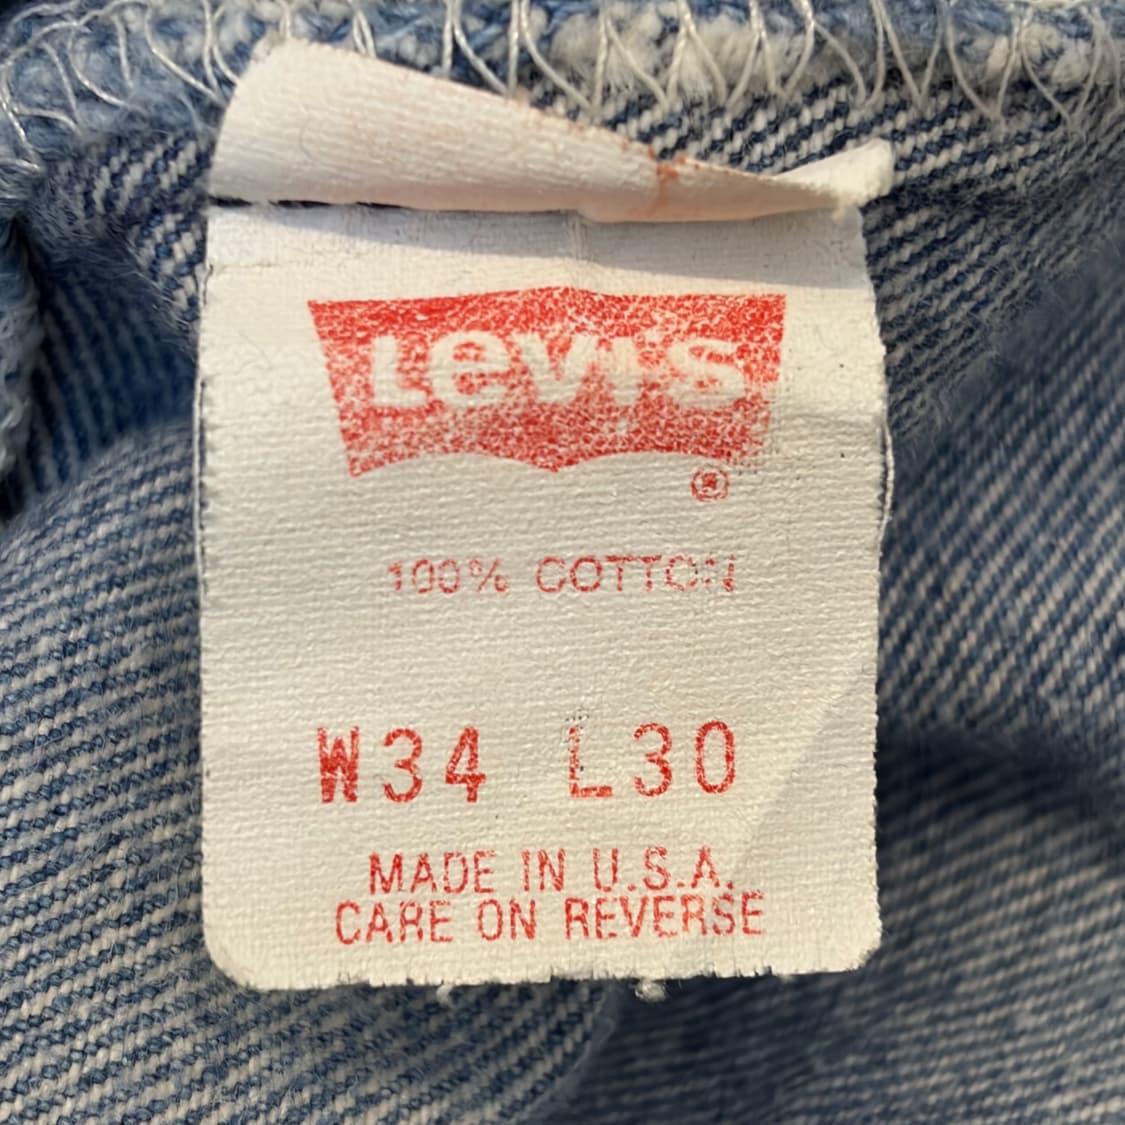 Levi's
®
100% COTTON
W34 L30
MADE IN U.S.A.
CARE ON REVERSE